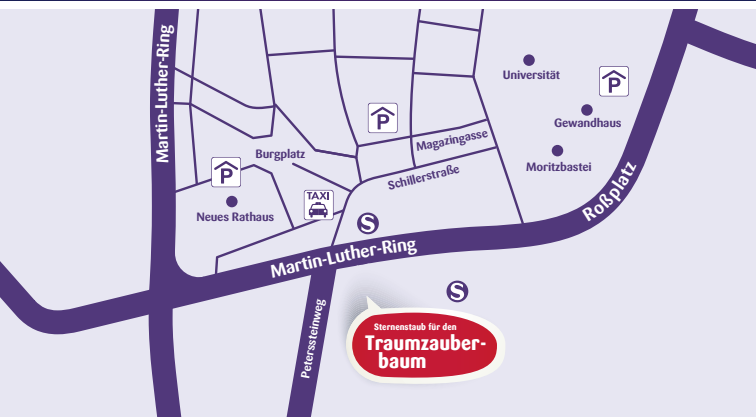 Martin-Luther-Ring
Universität
P
Gewandhaus
P
Magazingasse
Burgplatz
Moritzbastei
P
Schillerstraße
TAXI
Neues Rathaus
Roßplatz
S
Martin-Luther-Ring
S
Peterssteinweg
Sternenstaub für den
Traumzauber-
baum